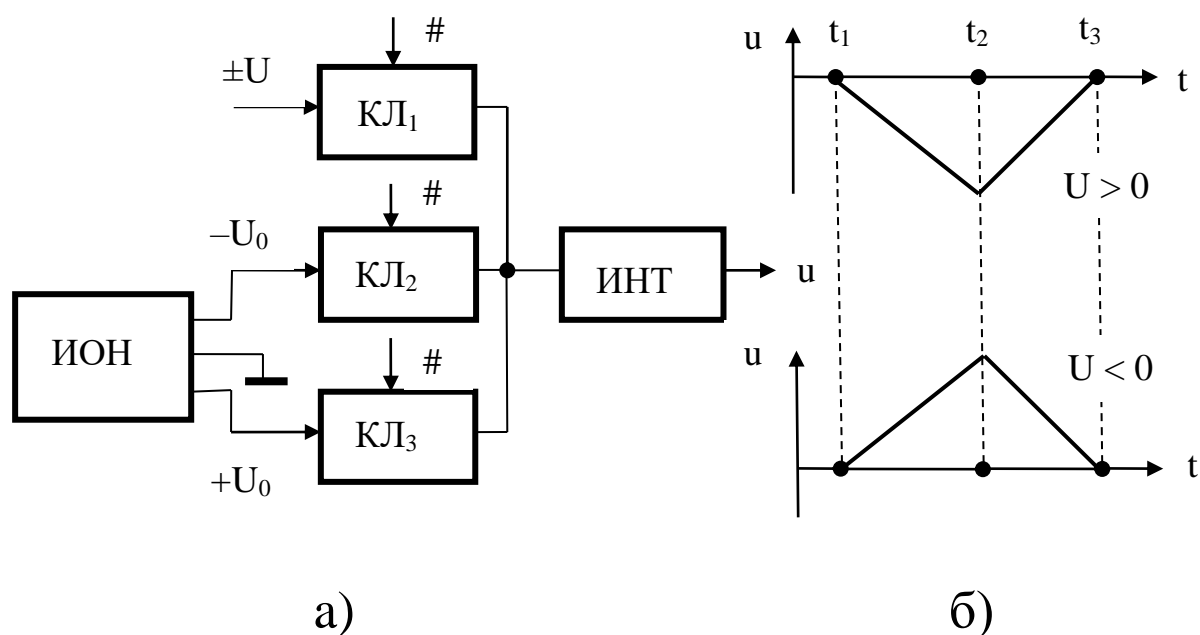 #
±U
КЛ₁
#
–U₀
КЛ₂
ИОН
#
КЛ₃
+U₀
ИНТ
u
а)
u
t₁
t₂
t₃
t
U > 0
u
U < 0
t
б)